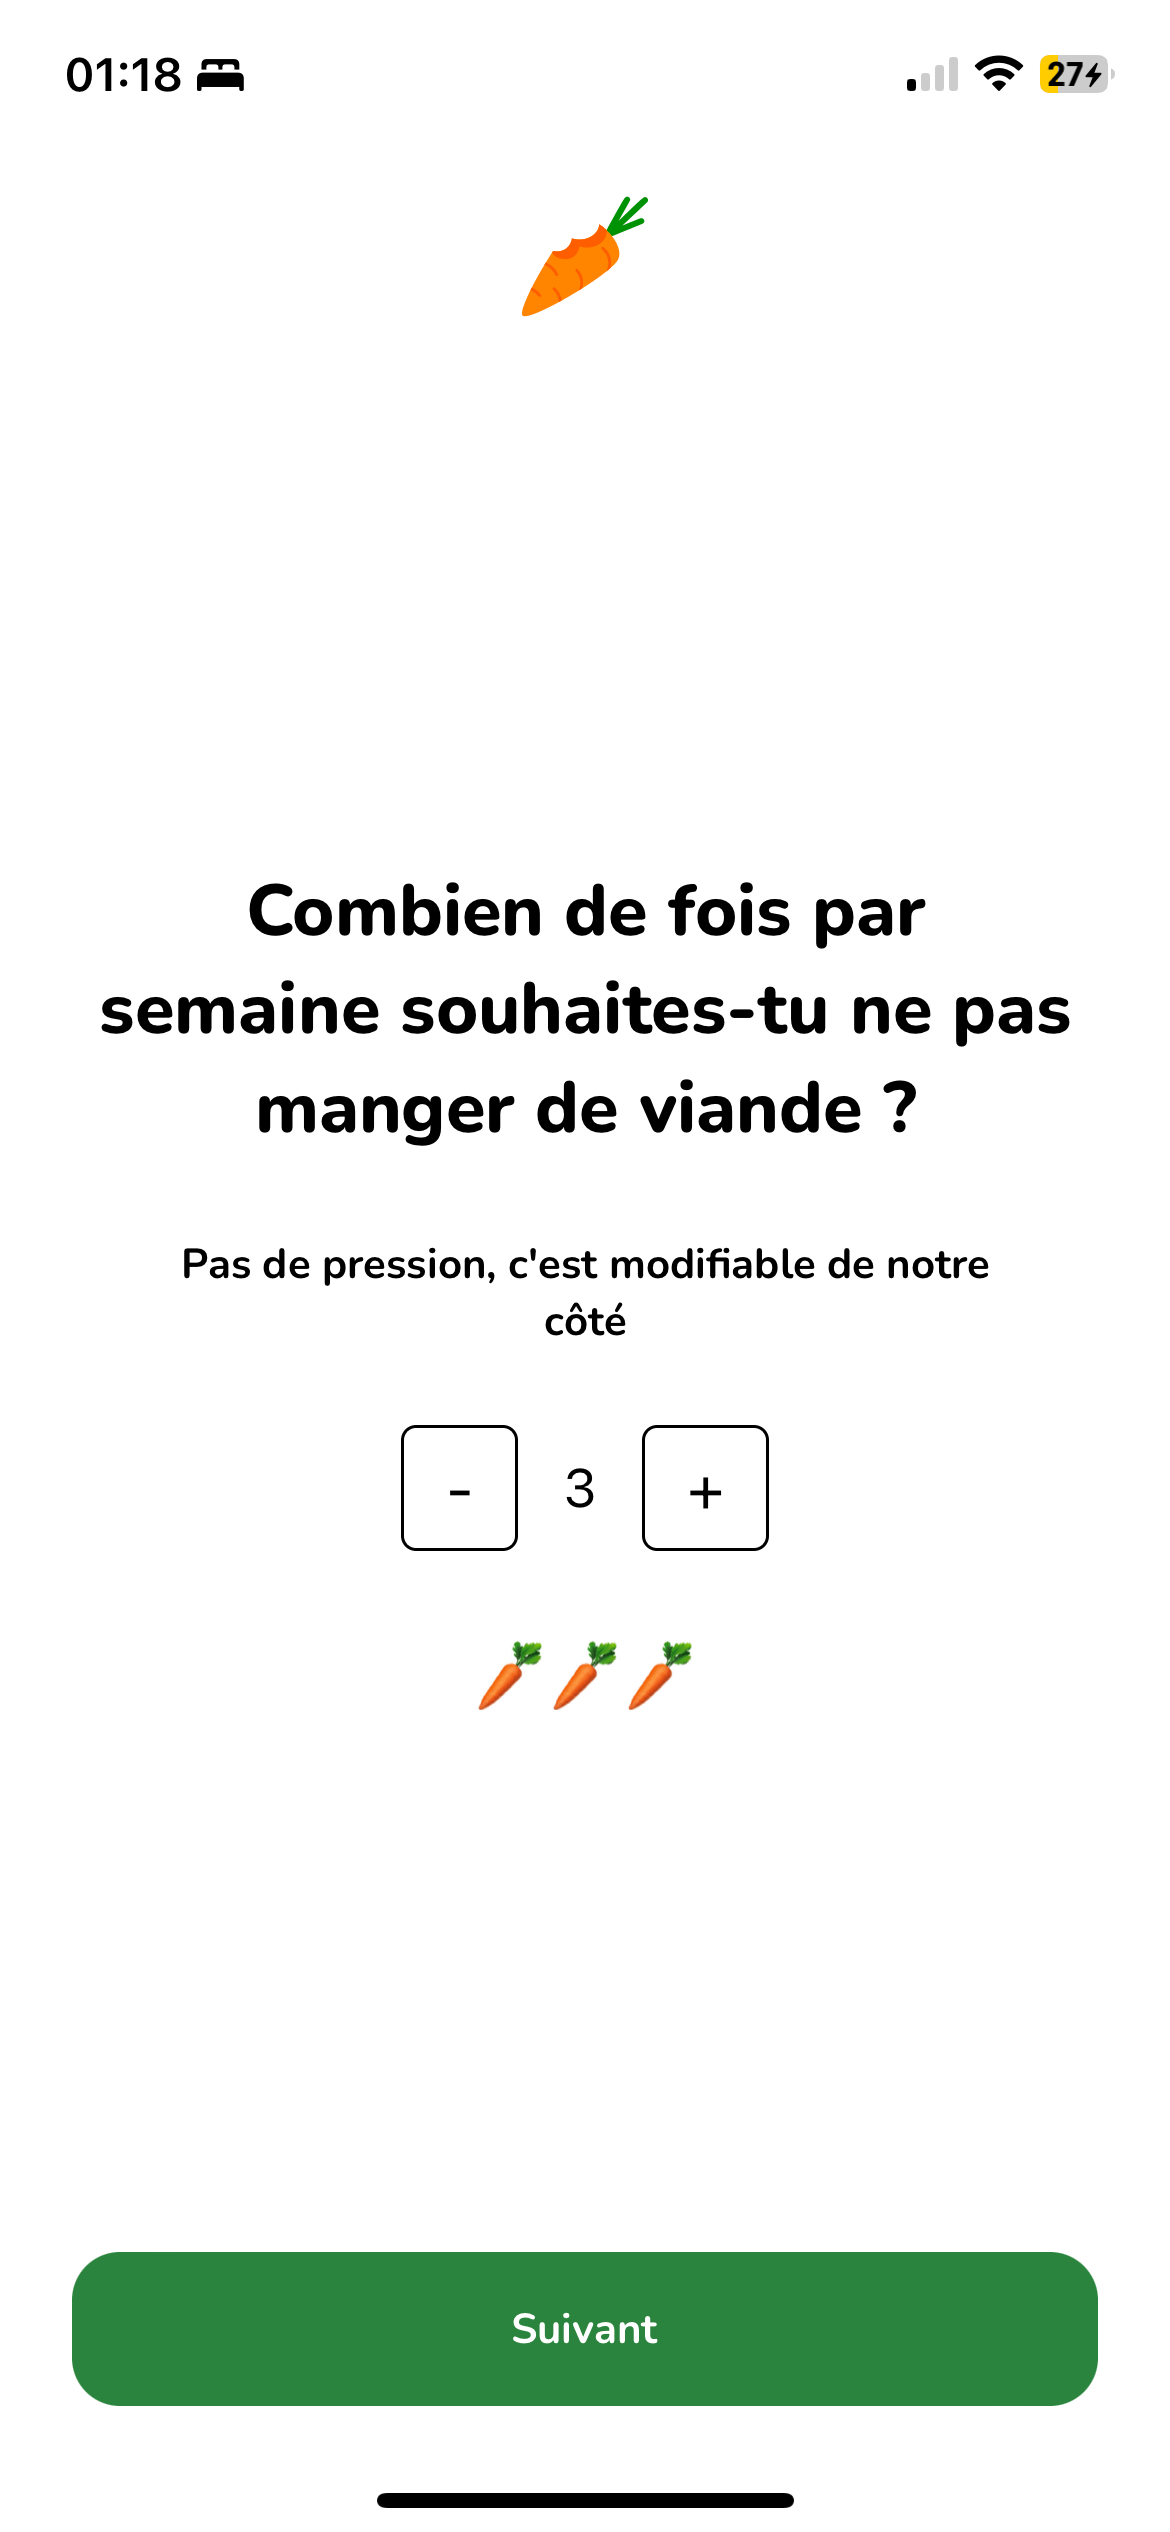 01:18
27
Combien de fois par
semaine souhaites-tu ne pas
manger de viande ?
Pas de pression, c'est modifiable de notre
côté
- 3 +
Suivant